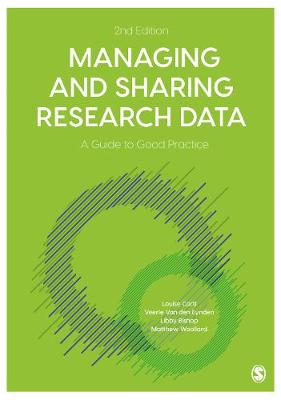 2nd Edition
MANAGING
AND SHARING
RESEARCH DATA
A Guide to Good Practice
Louise Corti
Veerle Van den Eynden
Libby Bishop
Matthew Woollard
S